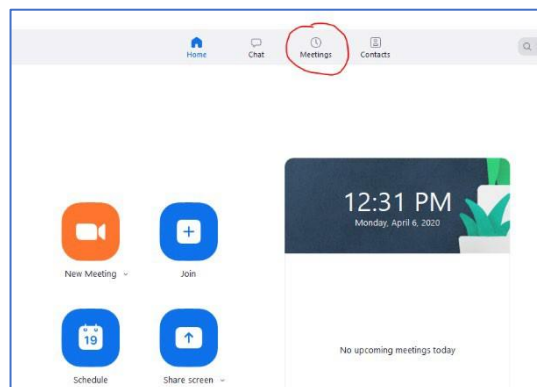 Home Chat Meetings Contacts
12:31 PM
Monday, April 6, 2020
New Meeting Join
19
Schedule Share screen
No upcoming meetings today